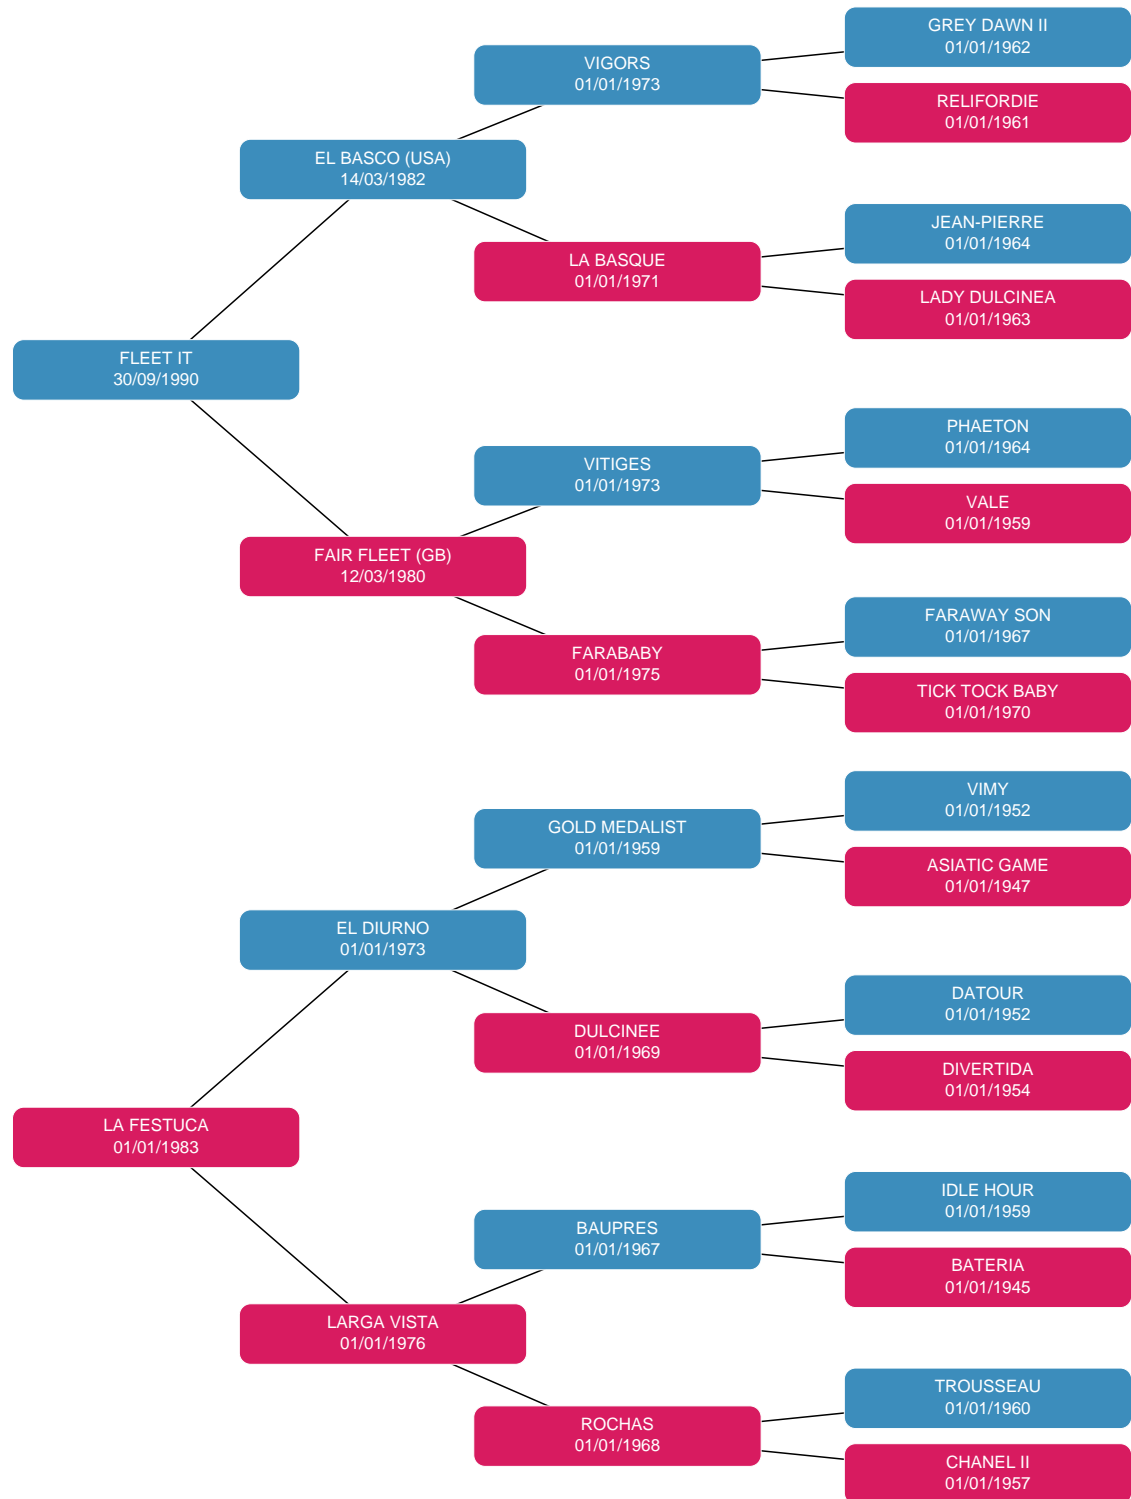 GREY DAWN II
01/01/1962
VIGORS
01/01/1973
RELIFORDIE
01/01/1961
EL BASCO (USA)
14/03/1982
JEAN-PIERRE
01/01/1964
LA BASQUE
01/01/1971
LADY DULCINEA
01/01/1963
FLEET IT
30/09/1990
PHAETON
01/01/1964
VITIGES
01/01/1973
VALE
01/01/1959
FAIR FLEET (GB)
12/03/1980
FARAWAY SON
01/01/1967
FARABABY
01/01/1975
TICK TOCK BABY
01/01/1970
VIMY
01/01/1952
GOLD MEDALIST
01/01/1959
ASIATIC GAME
01/01/1947
EL DIURNO
01/01/1973
DATOUR
01/01/1952
DULCINEE
01/01/1969
DIVERTIDA
01/01/1954
LA FESTUCA
01/01/1983
IDLE HOUR
01/01/1959
BAUPRES
01/01/1967
BATERIA
01/01/1945
LARGA VISTA
01/01/1976
TROUSSEAU
01/01/1960
ROCHAS
01/01/1968
CHANEL II
01/01/1957